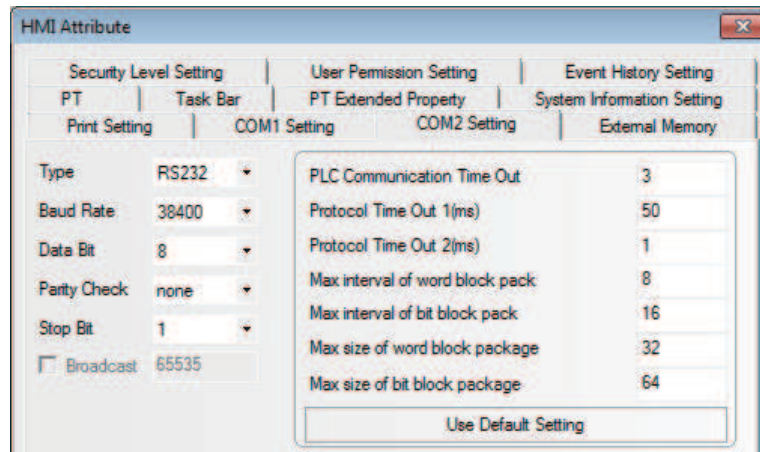 HMI Attribute
Security Level Setting User Permission Setting Event History Setting
PT Task Bar PT Extended Property System Information Setting
Print Setting COM1 Setting COM2 Setting External Memory
Type RS232
Baud Rate 38400
Data Bit 8
Parity Check none
Stop Bit 1
Broadcast 65535
PLC Communication Time Out 3
Protocol Time Out 1(ms) 50
Protocol Time Out 2(ms) 1
Max interval of word block pack 8
Max interval of bit block pack 16
Max size of word block package 32
Max size of bit block package 64
Use Default Setting